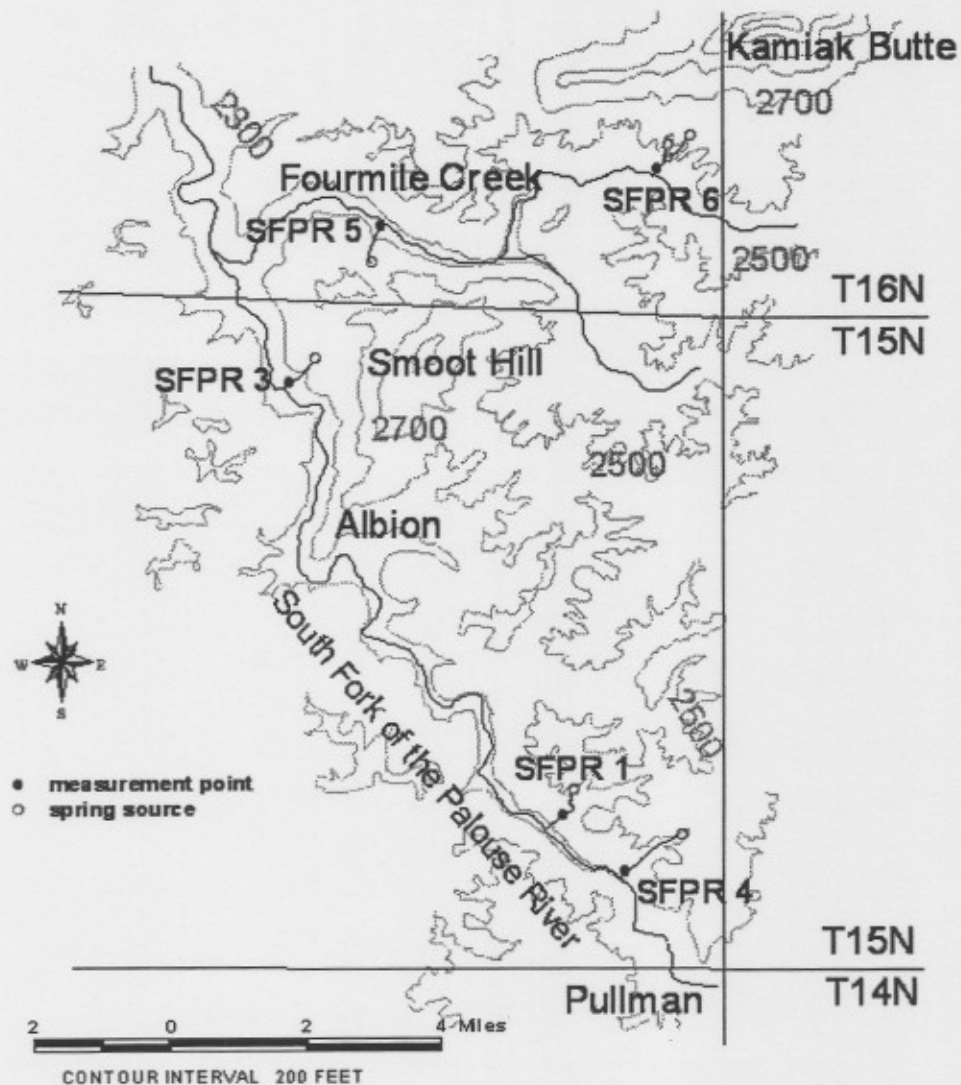 Kamiak Butte
2700
2300
Fourmile Creek
SFPR 6
SFPR 5
2500
T16N
T15N
SFPR 3
Smoot Hill
2700
2500
Albion
N
W E
S
South Fork of the Palouse River
2500
SFPR 1
measurement point
spring source
SFPR 4
T15N
T14N
Pullman
2 0 2 4 Miles
CONTOUR INTERVAL 200 FEET